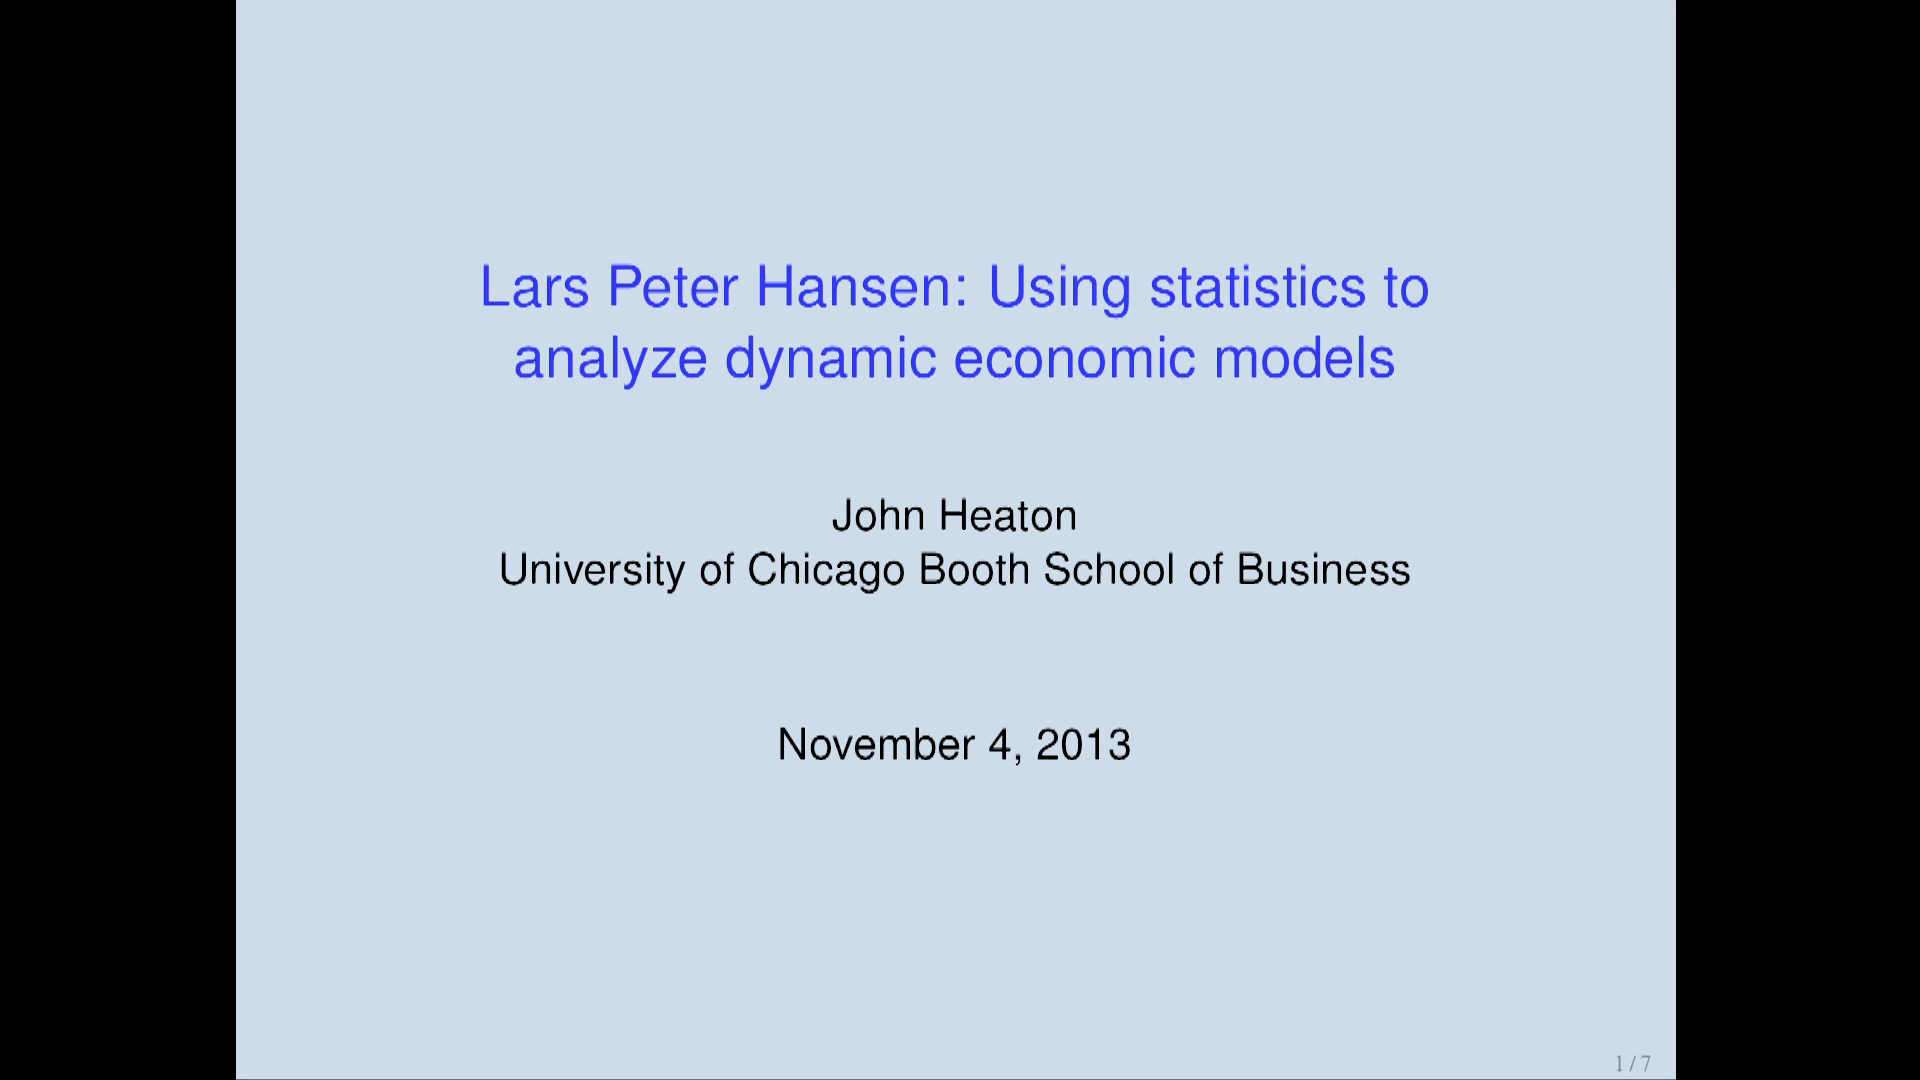 Lars Peter Hansen: Using statistics to
analyze dynamic economic models
John Heaton
University of Chicago Booth School of Business
November 4, 2013
1 / 7